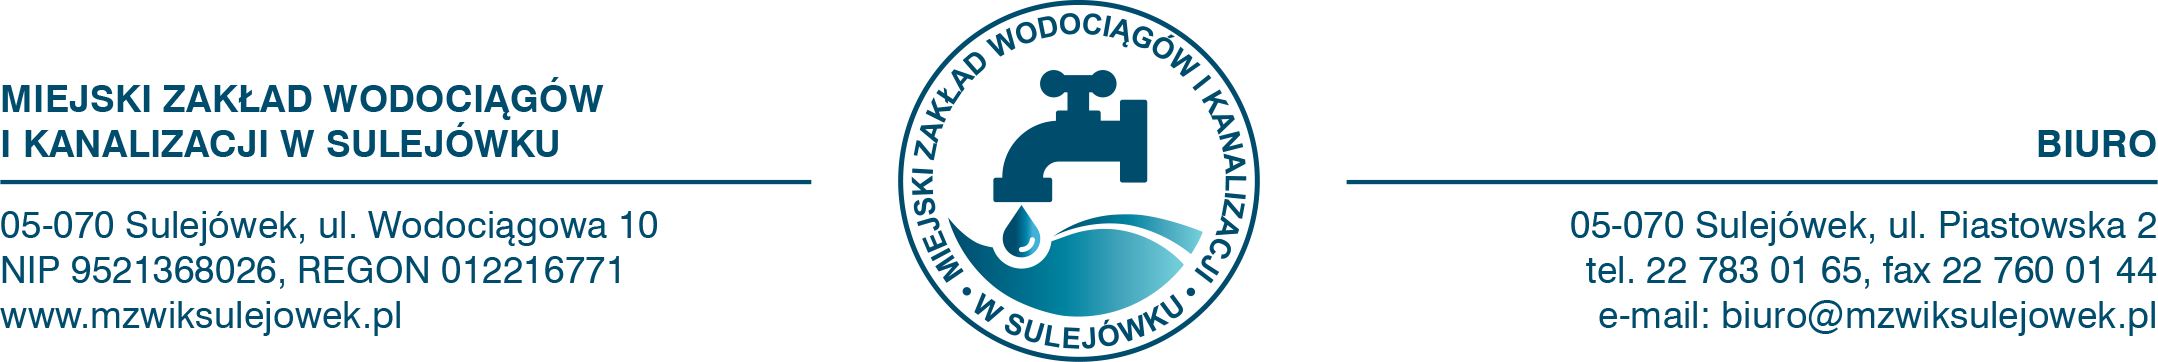 MIEJSKI ZAKŁAD WODOCIĄGÓW
I KANALIZACJI W SULEJÓWKU
05-070 Sulejówek, ul. Wodociągowa 10
NIP 9521368026, REGON 012216771
www.mzwiksulejowek.pl
MIEJSKI ZAKŁAD WODOCIĄGÓW I KANALIZACJI
• W SULEJÓWKU •
BIURO
05-070 Sulejówek, ul. Piastowska 2
tel. 22 783 01 65, fax 22 760 01 44
e-mail: biuro@mzwiksulejowek.pl